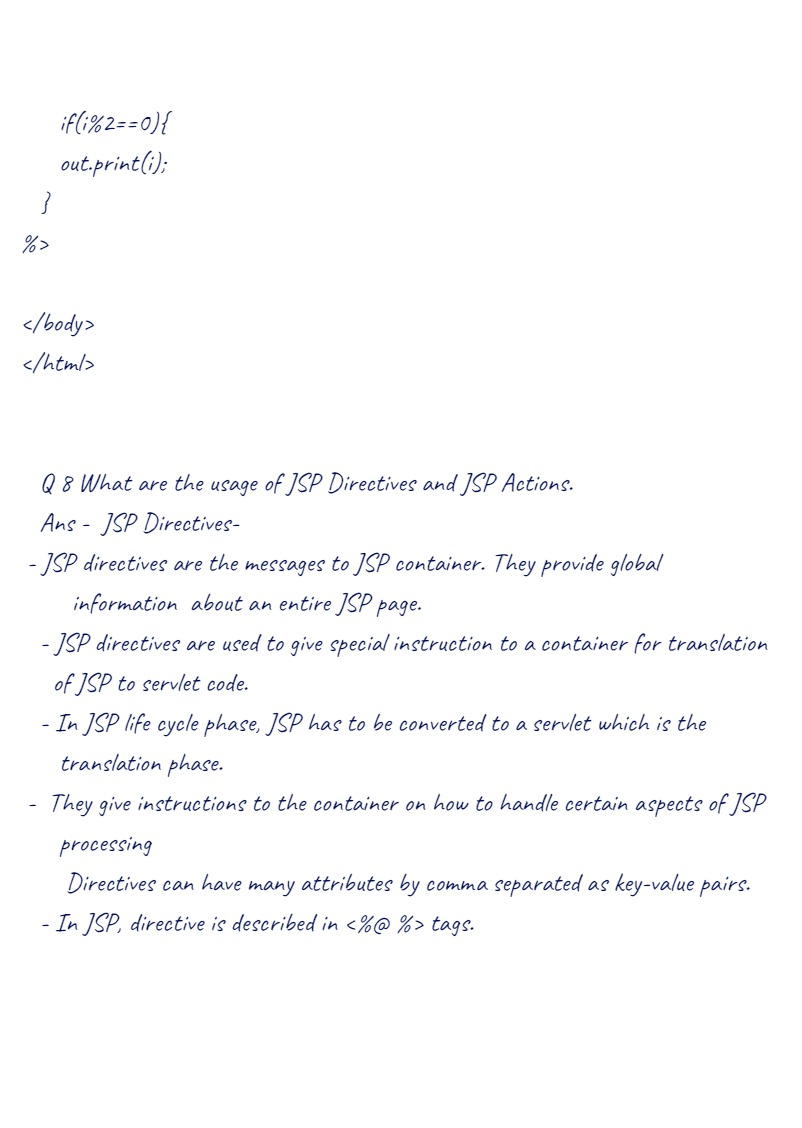 if(i%2==0){
out.print(i);
}
%>
</body>
</html>
Q 8 What are the usage of JSP Directives and JSP Actions.
Ans - JSP Directives-
- JSP directives are the messages to JSP container. They provide global
information about an entire JSP page.
- JSP directives are used to give special instruction to a container for translation
of JSP to servlet code.
- In JSP life cycle phase, JSP has to be converted to a servlet which is the
translation phase.
- They give instructions to the container on how to handle certain aspects of JSP
processing
Directives can have many attributes by comma separated as key-value pairs.
- In JSP, directive is described in <%@ %> tags.